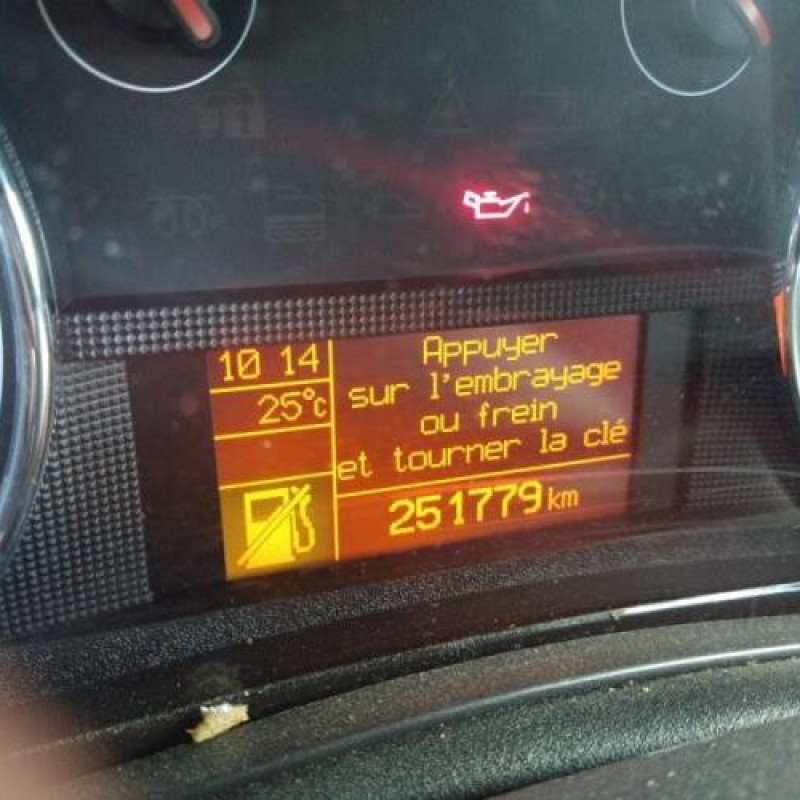 10 14
25°c
Appuyer
sur l'embrayage
ou frein
et tourner la clé
251779 km